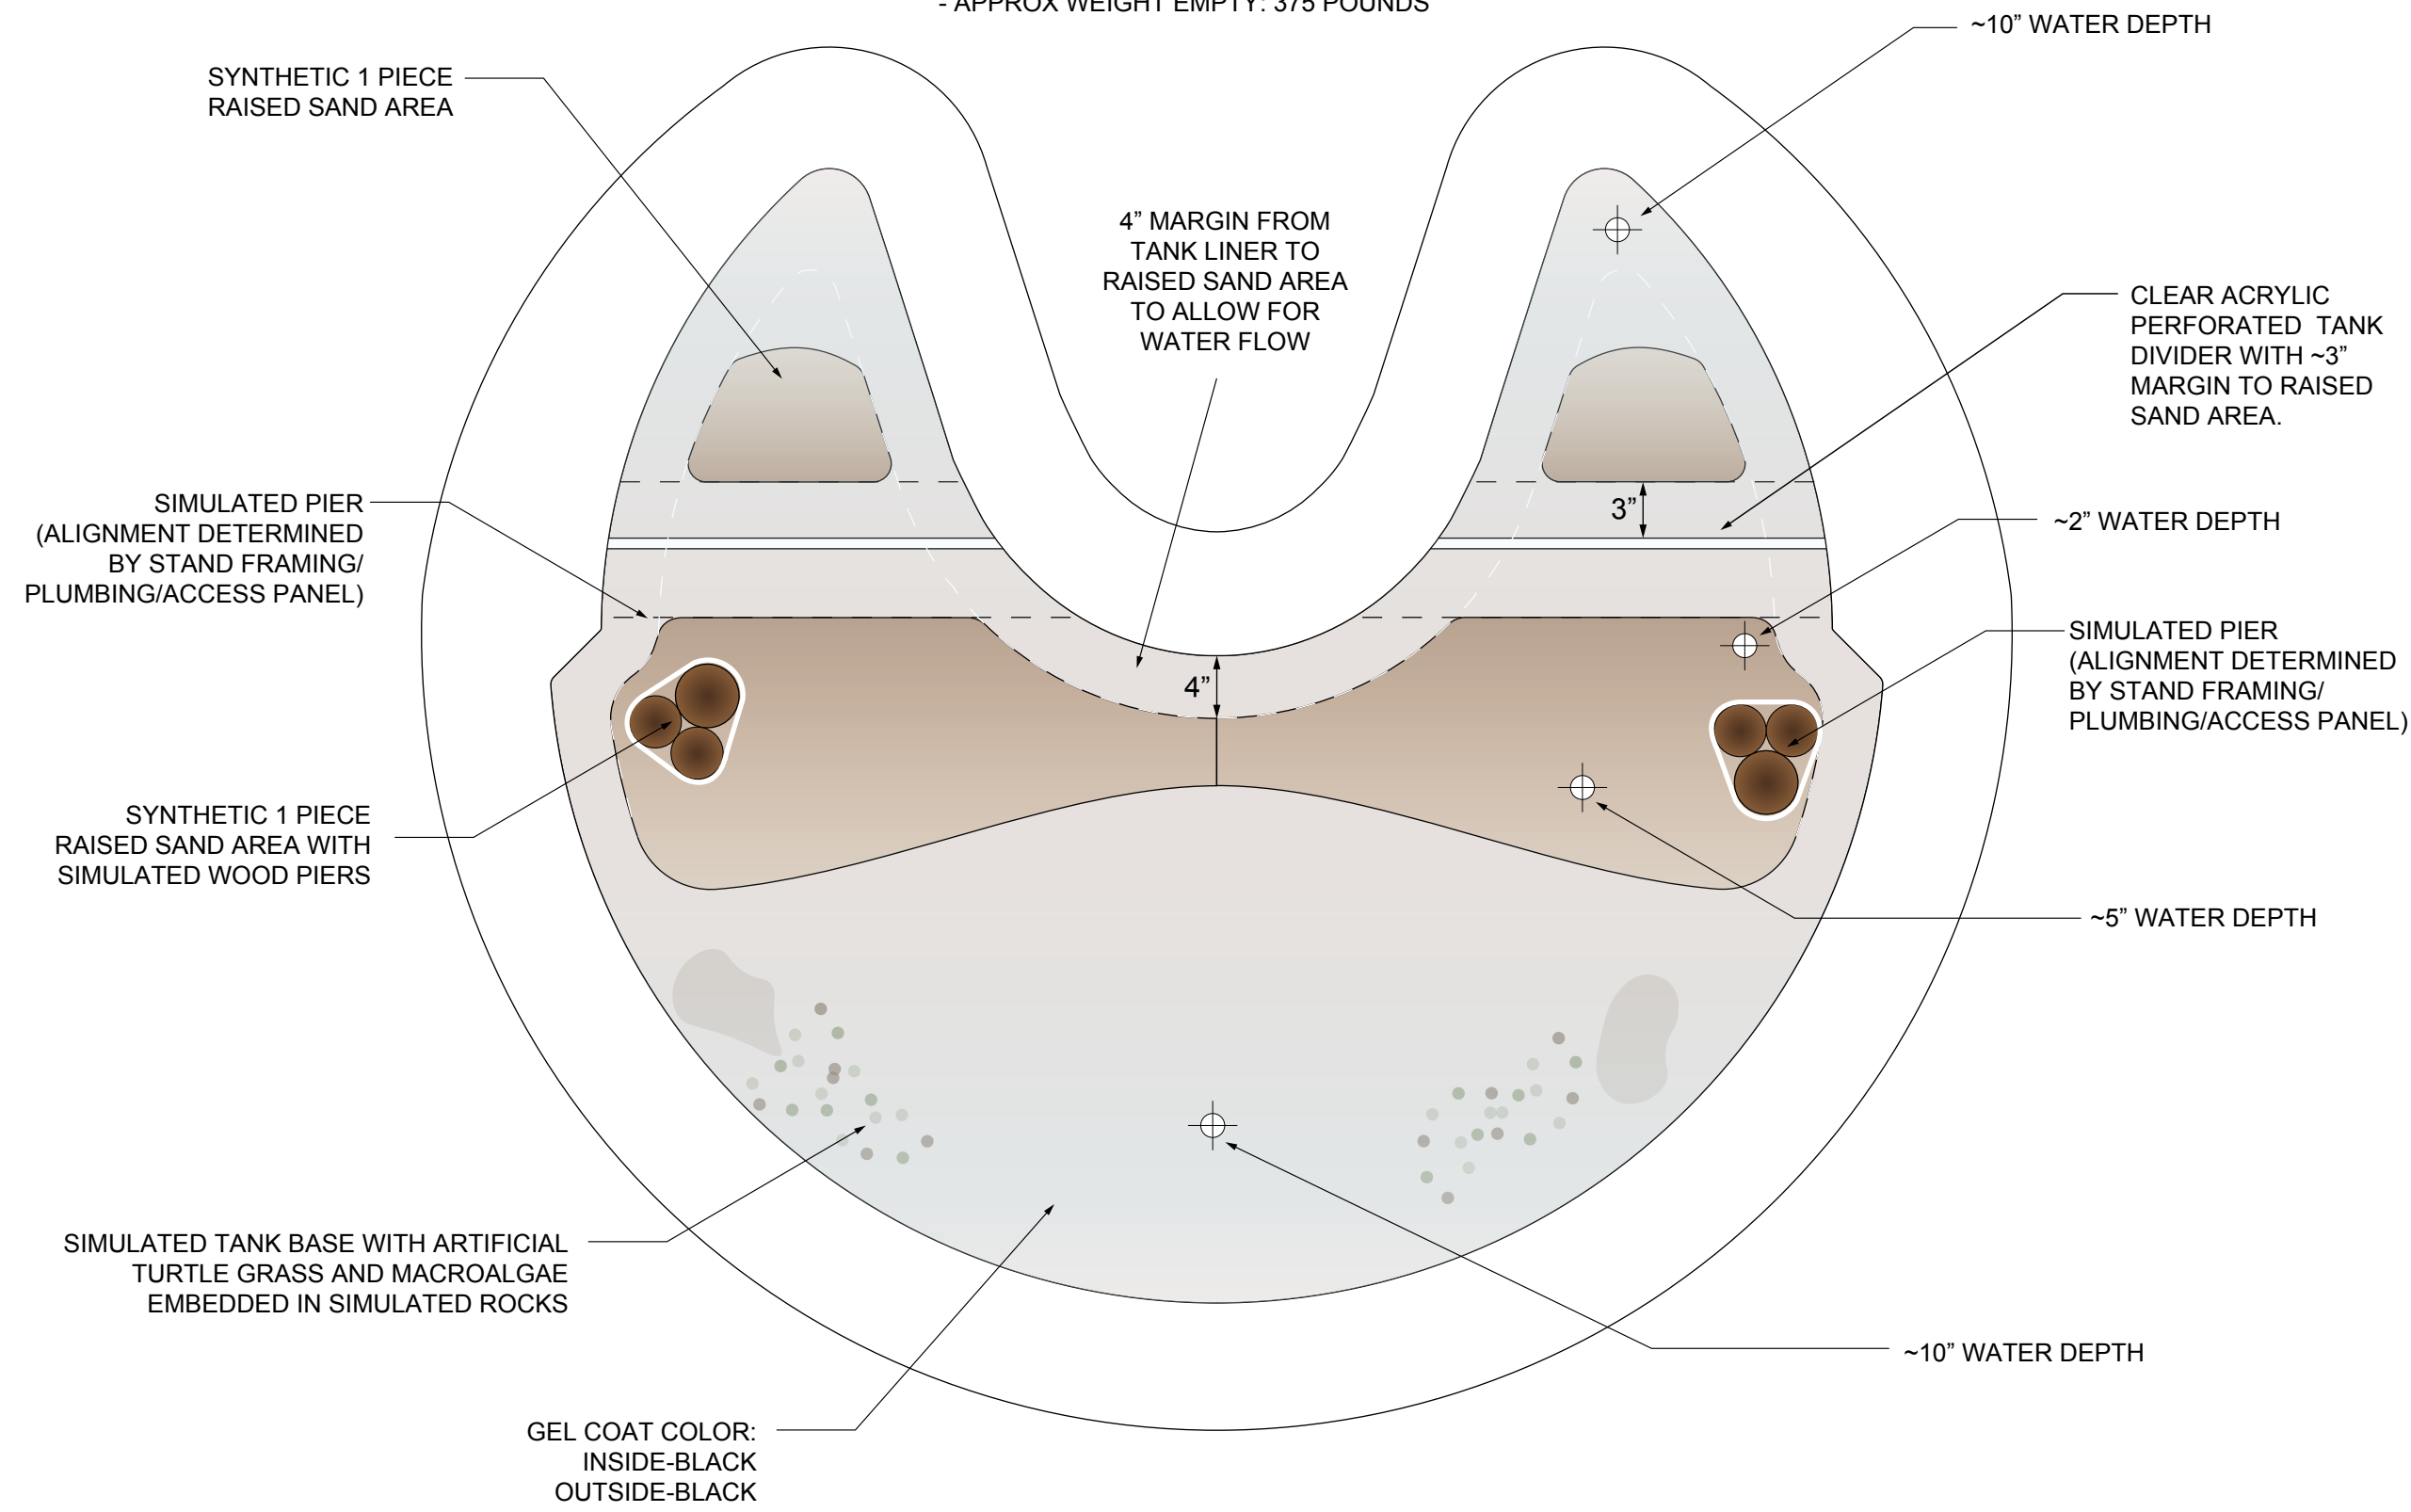 - APPROX WEIGHT EMPTY: 375 POUNDS
~10” WATER DEPTH
SYNTHETIC 1 PIECE
RAISED SAND AREA
4” MARGIN FROM
TANK LINER TO
RAISED SAND AREA
TO ALLOW FOR
WATER FLOW
CLEAR ACRYLIC
PERFORATED TANK
DIVIDER WITH ~3”
MARGIN TO RAISED
SAND AREA.
SIMULATED PIER
(ALIGNMENT DETERMINED
BY STAND FRAMING/
PLUMBING/ACCESS PANEL)
3”
~2” WATER DEPTH
SIMULATED PIER
(ALIGNMENT DETERMINED
BY STAND FRAMING/
PLUMBING/ACCESS PANEL)
4”
SYNTHETIC 1 PIECE
RAISED SAND AREA WITH
SIMULATED WOOD PIERS
~5” WATER DEPTH
SIMULATED TANK BASE WITH ARTIFICIAL
TURTLE GRASS AND MACROALGAE
EMBEDDED IN SIMULATED ROCKS
~10” WATER DEPTH
GEL COAT COLOR:
INSIDE-BLACK
OUTSIDE-BLACK